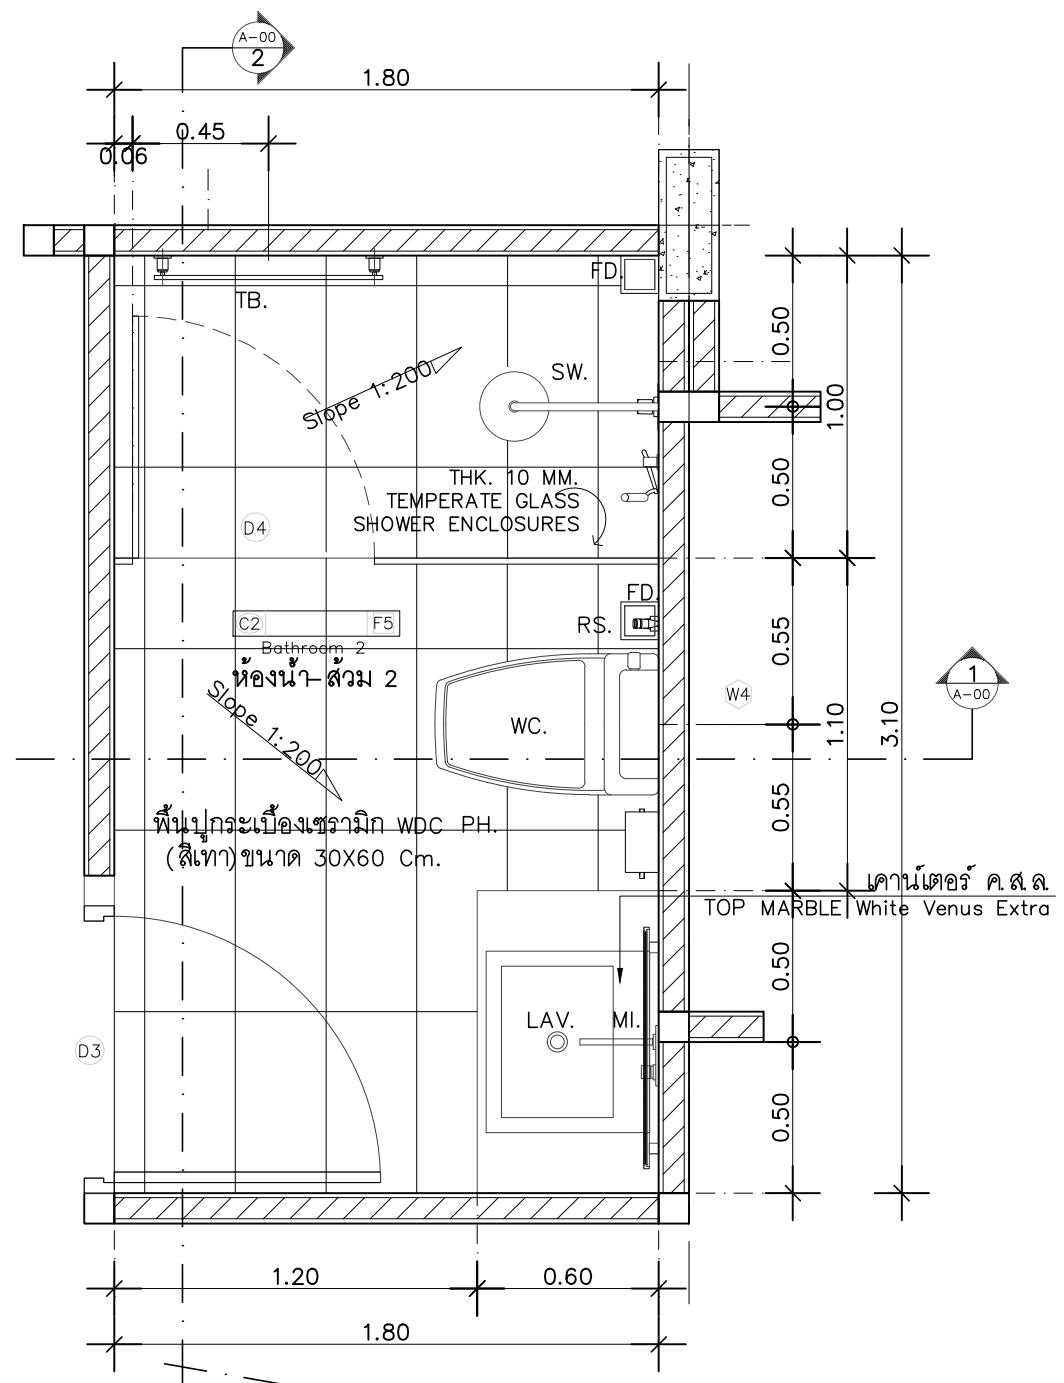 A-00
2
1.80
0.45
0.06
FD.
TB.
0.50
Slope 1:200
SW.
1.00
THK. 10 MM.
TEMPERATE GLASS
SHOWER ENCLOSURES
0.50
D4
FD.
C2
F5
RS.
Bathroom 2
ห้องน้ำ-ส้วม 2
0.55
1
A-00
W4
Slope 1:200
WC.
1.10
3.10
0.55
พื้นปูกระเบื้องเซรามิก WDC PH.
(สีเทา)ขนาด 30X60 Cm.
เคาน์เตอร์ ค.ส.ล.
TOP MARBLE White Venus Extra
0.50
LAV.
MI.
D3
0.50
1.20
0.60
1.80